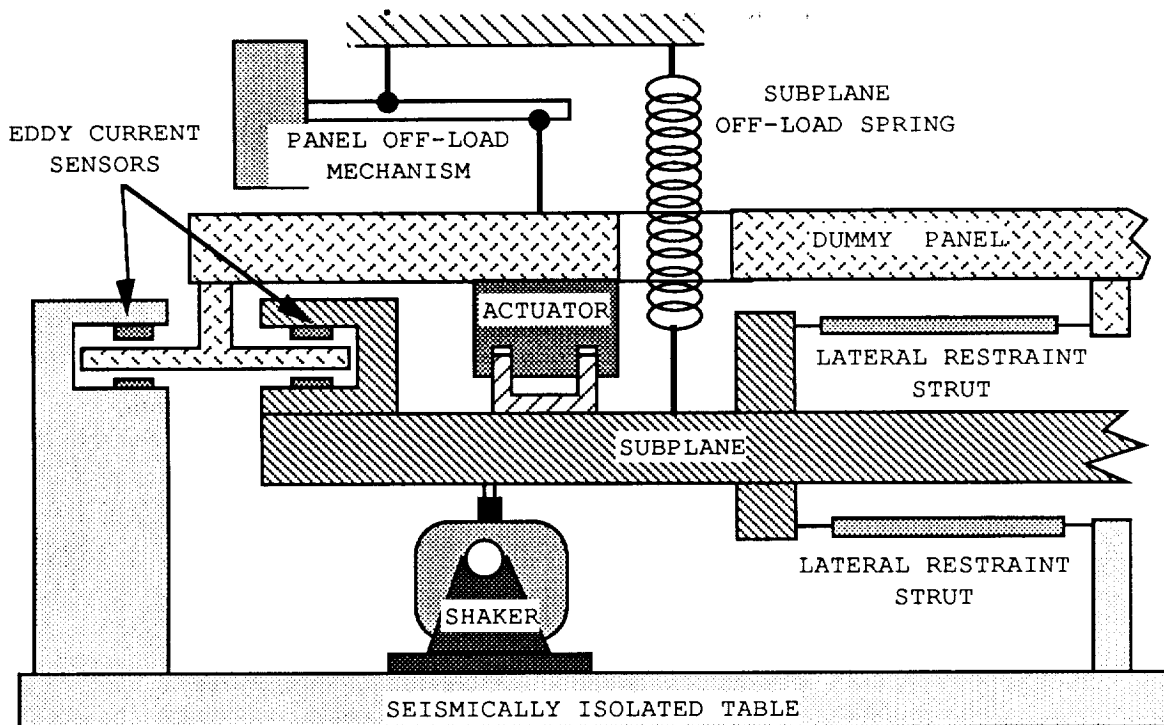 SUBPLANE
OFF-LOAD SPRING
EDDY CURRENT
SENSORS
PANEL OFF-LOAD
MECHANISM
DUMMY PANEL
ACTUATOR
LATERAL RESTRAINT
STRUT
SUBPLANE
LATERAL RESTRAINT
STRUT
SHAKER
SEISMICALLY ISOLATED TABLE